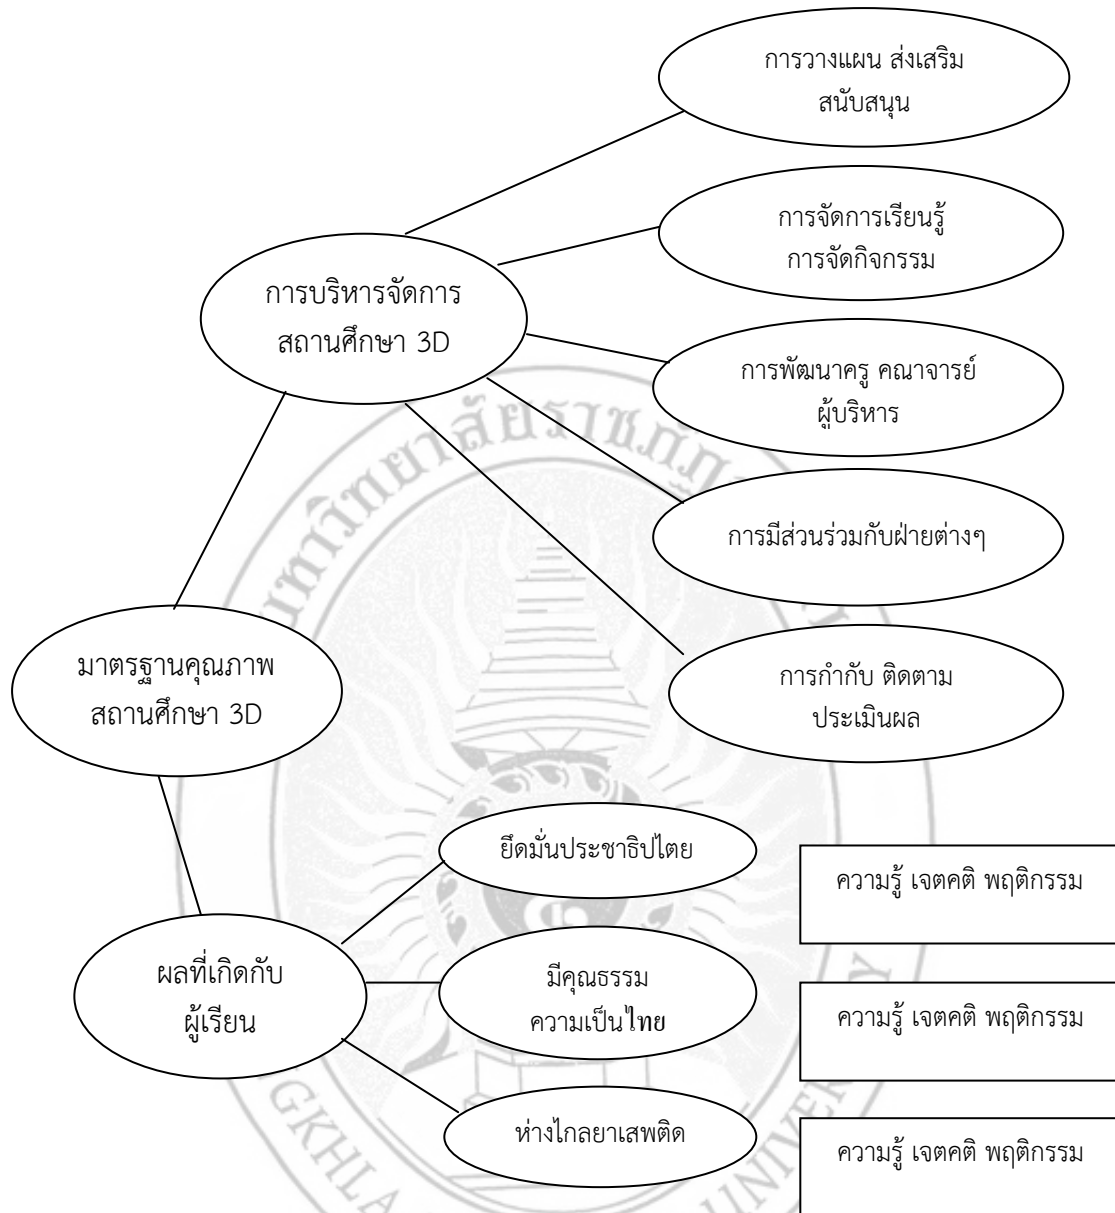 การวางแผน ส่งเสริม
สนับสนุน
การจัดการเรียนรู้
การจัดกิจกรรม
การบริหารจัดการ
สถานศึกษา 3D
การพัฒนาครู คณาจารย์
ผู้บริหาร
การมีส่วนร่วมกับฝ่ายต่างๆ
มาตรฐานคุณภาพ
สถานศึกษา 3D
การกำกับ ติดตาม
ประเมินผล
ยึดมั่นประชาธิปไตย
ความรู้ เจตคติ พฤติกรรม
ผลที่เกิดกับ
ผู้เรียน
มีคุณธรรม
ความเป็นไทย
ความรู้ เจตคติ พฤติกรรม
ห่างไกลยาเสพติด
ความรู้ เจตคติ พฤติกรรม